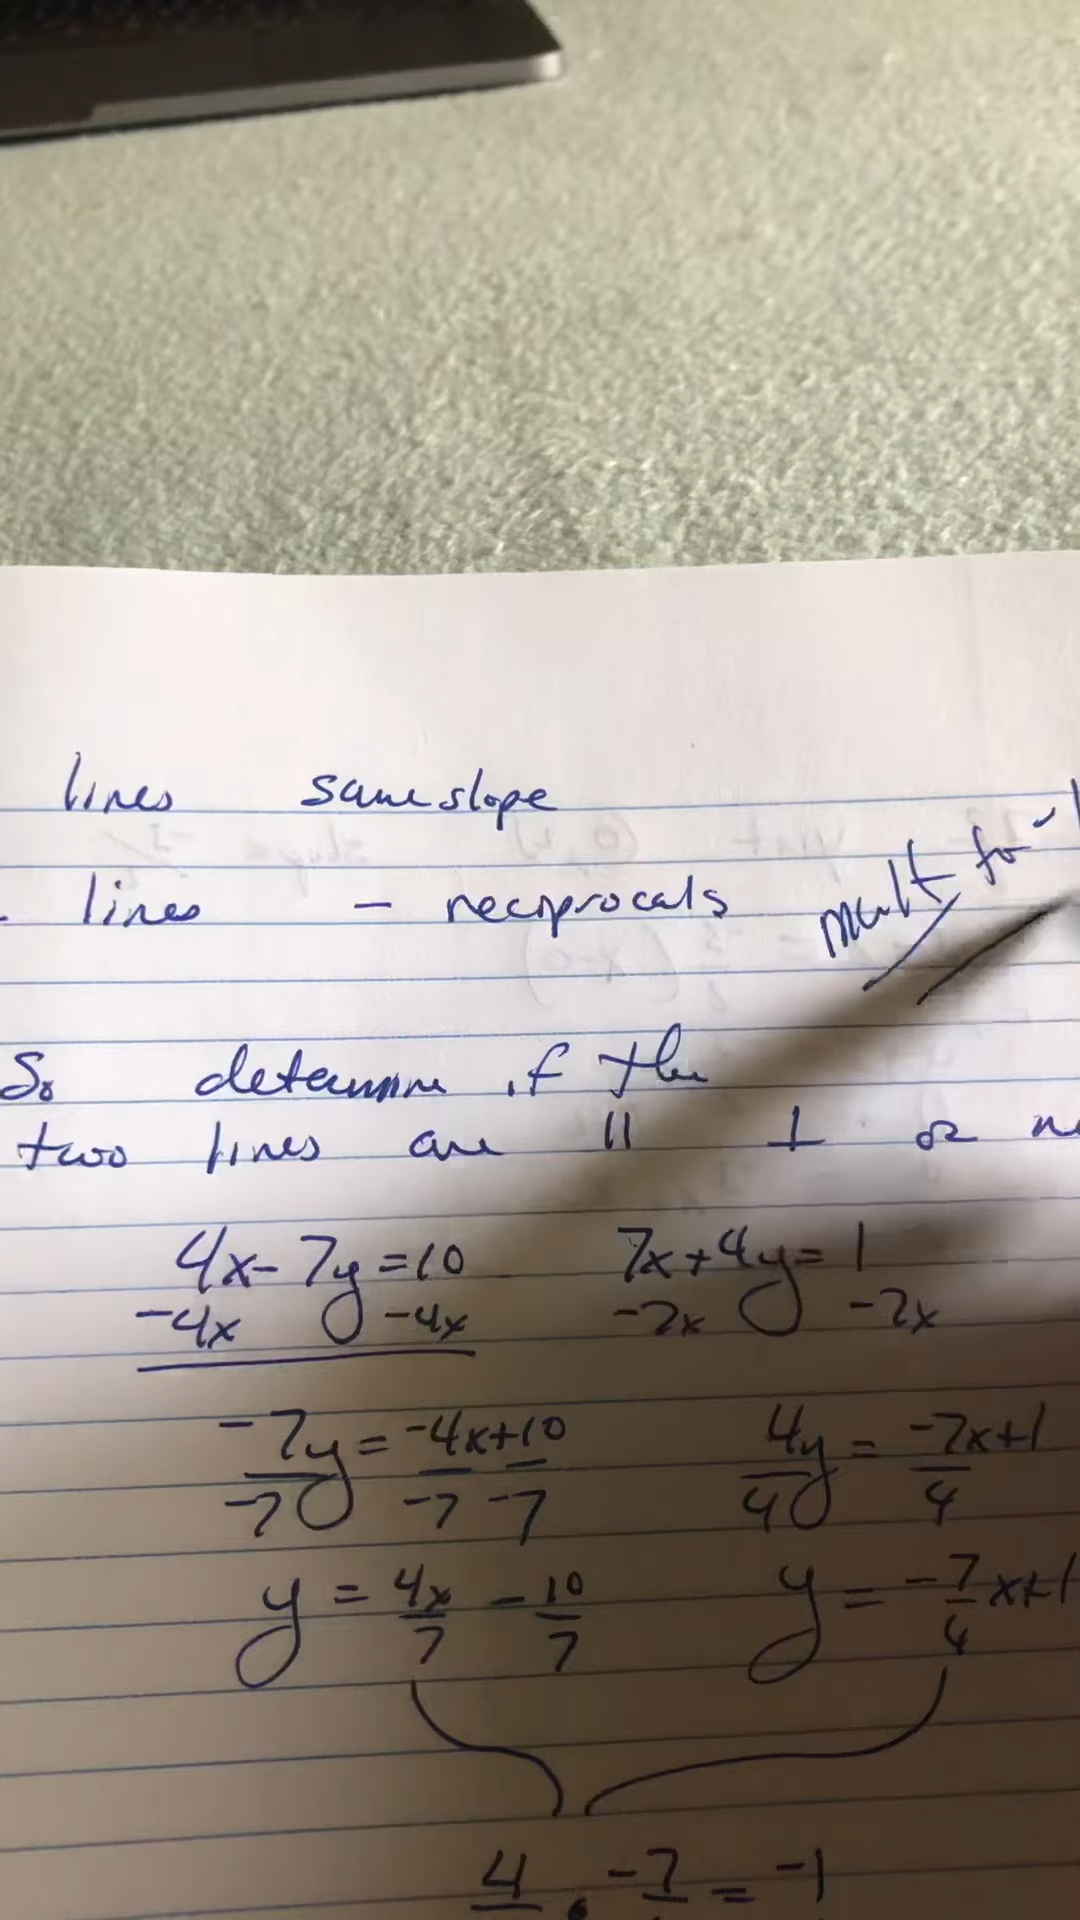 lines same slope
- lines - reciprocals mult for -1
So determine if the
two lines are || ⊥ or
4x - 7y = 10 7x + 4y = 1
-4x -4x -7x -7x
-7y = -4x + 10 4y = -7x + 1
-7 -7 -7 4 4
y = 4x/7 - 10/7 y = -7/4 x + 1
4 · -7 = -1